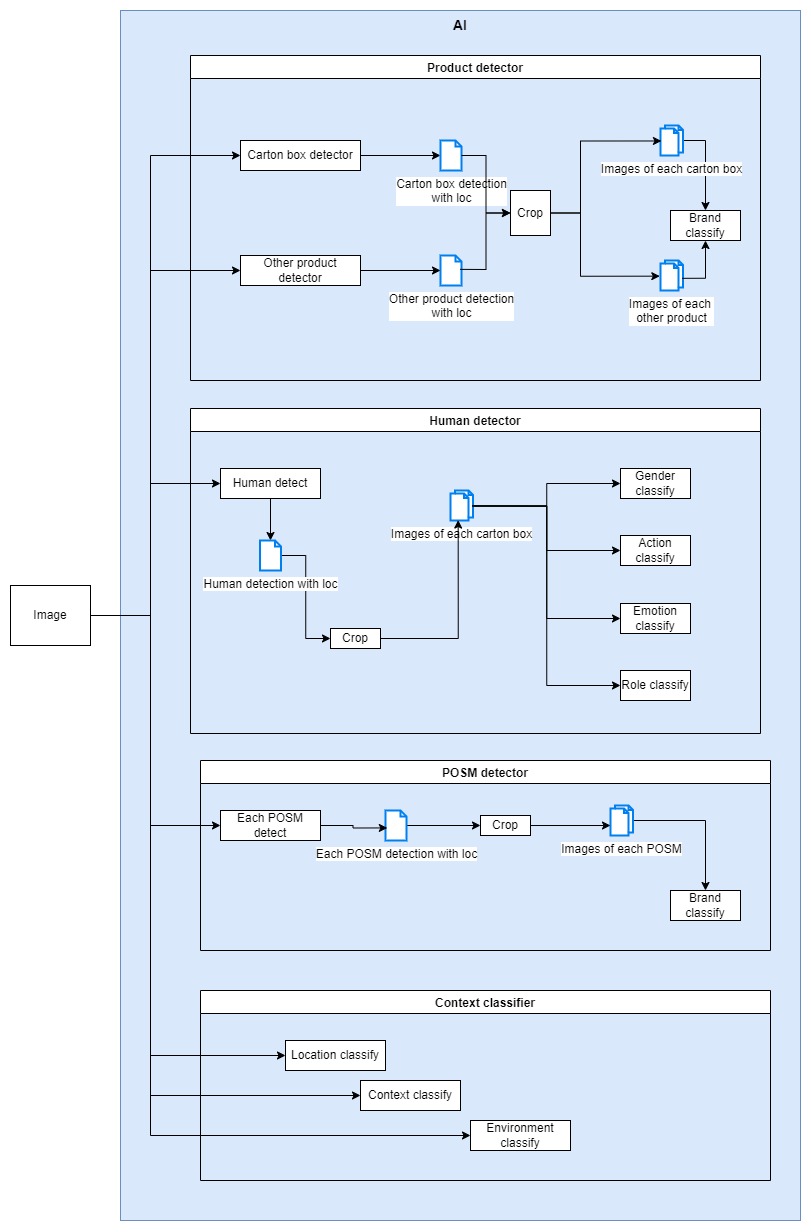 AI
Product detector
Carton box detector
Carton box detection
with loc
Crop
Images of each carton box
Brand
classify
Other product
detector
Other product detection
with loc
Images of each
other product
Human detector
Human detect
Human detection with loc
Crop
Images of each carton box
Gender
classify
Action
classify
Emotion
classify
Role classify
Image
POSM detector
Each POSM
detect
Each POSM detection with loc
Crop
Images of each POSM
Brand
classify
Context classifier
Location classify
Context classify
Environment
classify